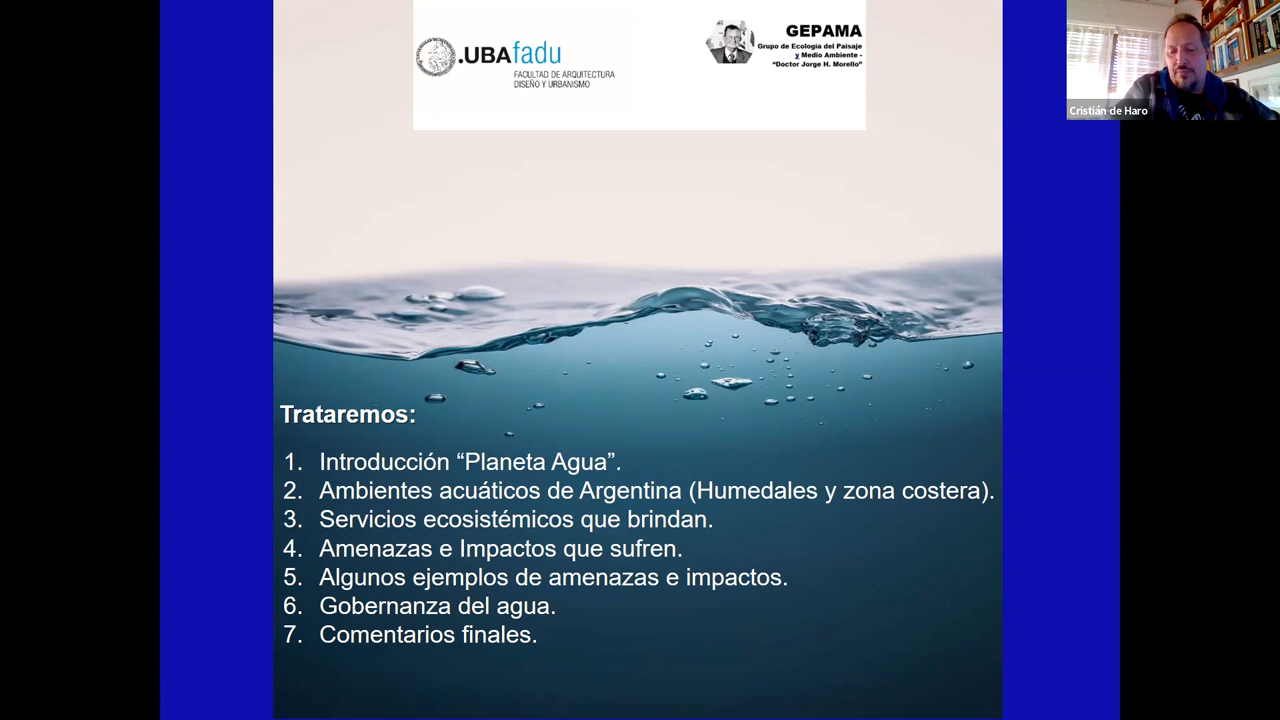 .UBAfadu
FACULTAD DE ARQUITECTURA
DISEÑO Y URBANISMO
GEPAMA
Grupo de Ecología del Paisaje
y Medio Ambiente -
“Doctor Jorge H. Morello”
Cristián de Haro
Trataremos:
1. Introducción “Planeta Agua”.
2. Ambientes acuáticos de Argentina (Humedales y zona costera).
3. Servicios ecosistémicos que brindan.
4. Amenazas e Impactos que sufren.
5. Algunos ejemplos de amenazas e impactos.
6. Gobernanza del agua.
7. Comentarios finales.